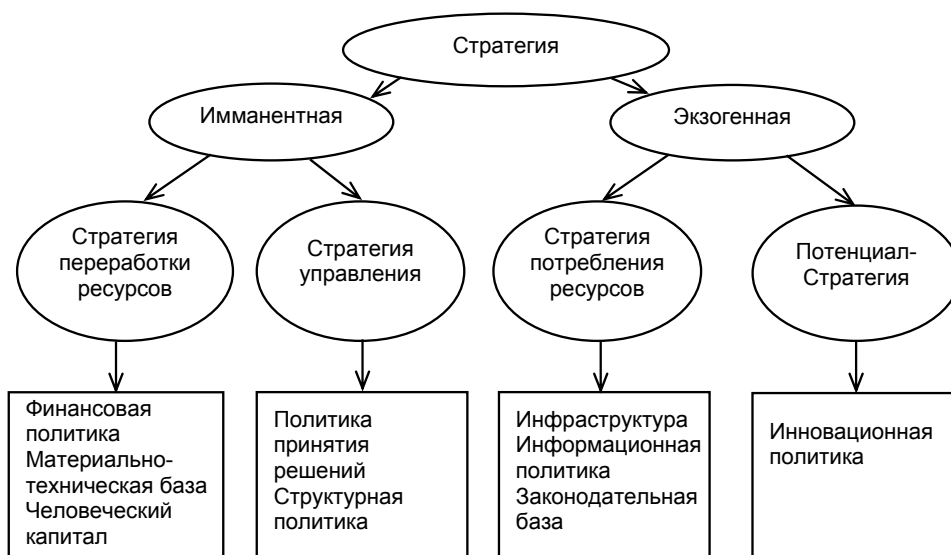 Стратегия
Имманентная
Экзогенная
Стратегия
переработки
ресурсов
Стратегия
управления
Стратегия
потребления
ресурсов
Потенциал-
Стратегия
Финансовая
политика
Материально-
техническая база
Человеческий
капитал
Политика
принятия
решений
Структурная
политика
Инфраструктура
Информационная
политика
Законодательная
база
Инновационная
политика